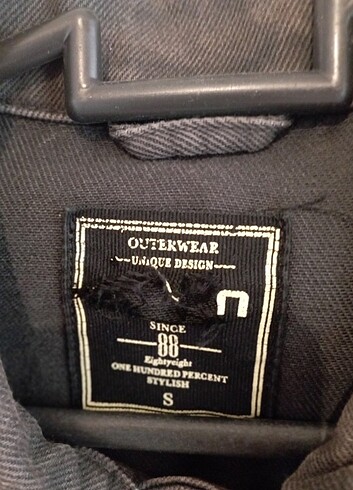 OUTERWEAR
UNIQUE DESIGN
SINCE
88
Eightyeight
ONE HUNDRED PERCENT
STYLISH
S